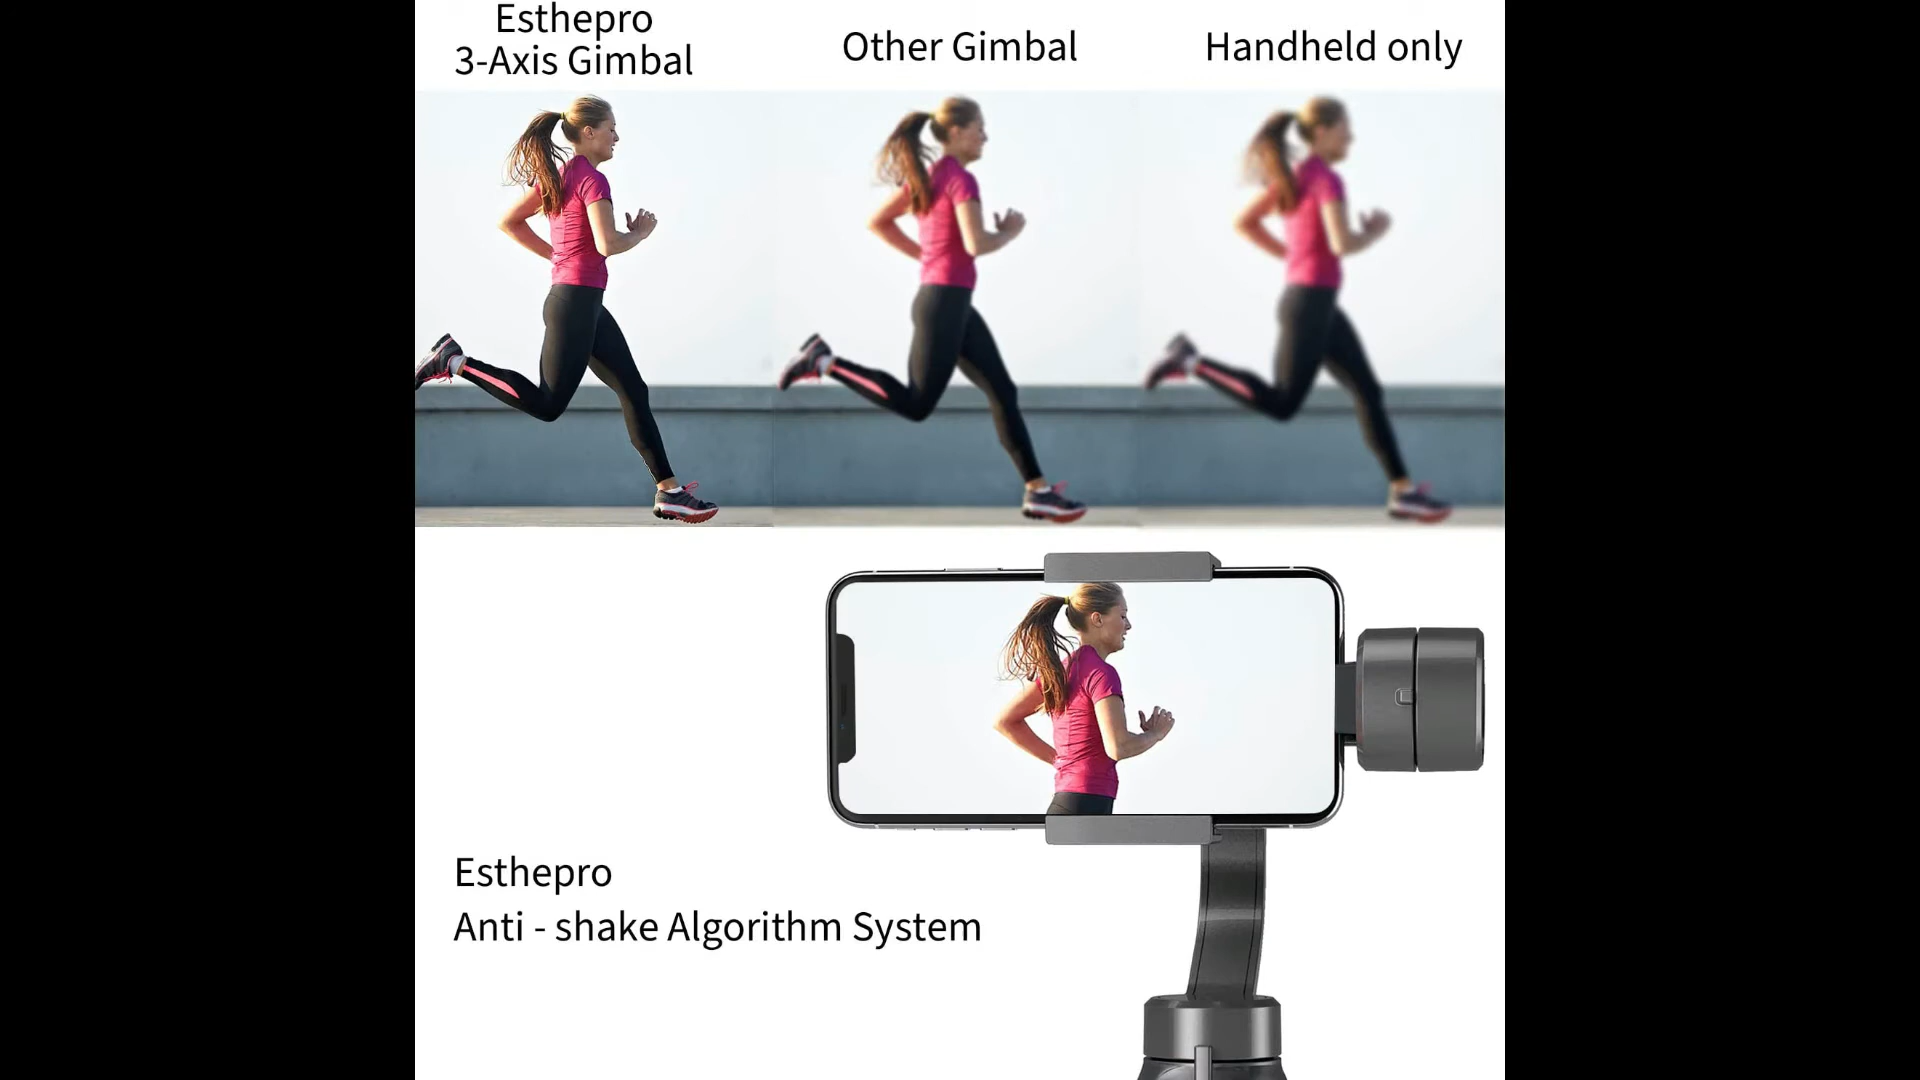 Esthepro
3-Axis Gimbal
Other Gimbal
Handheld only
Esthepro
Anti - shake Algorithm System